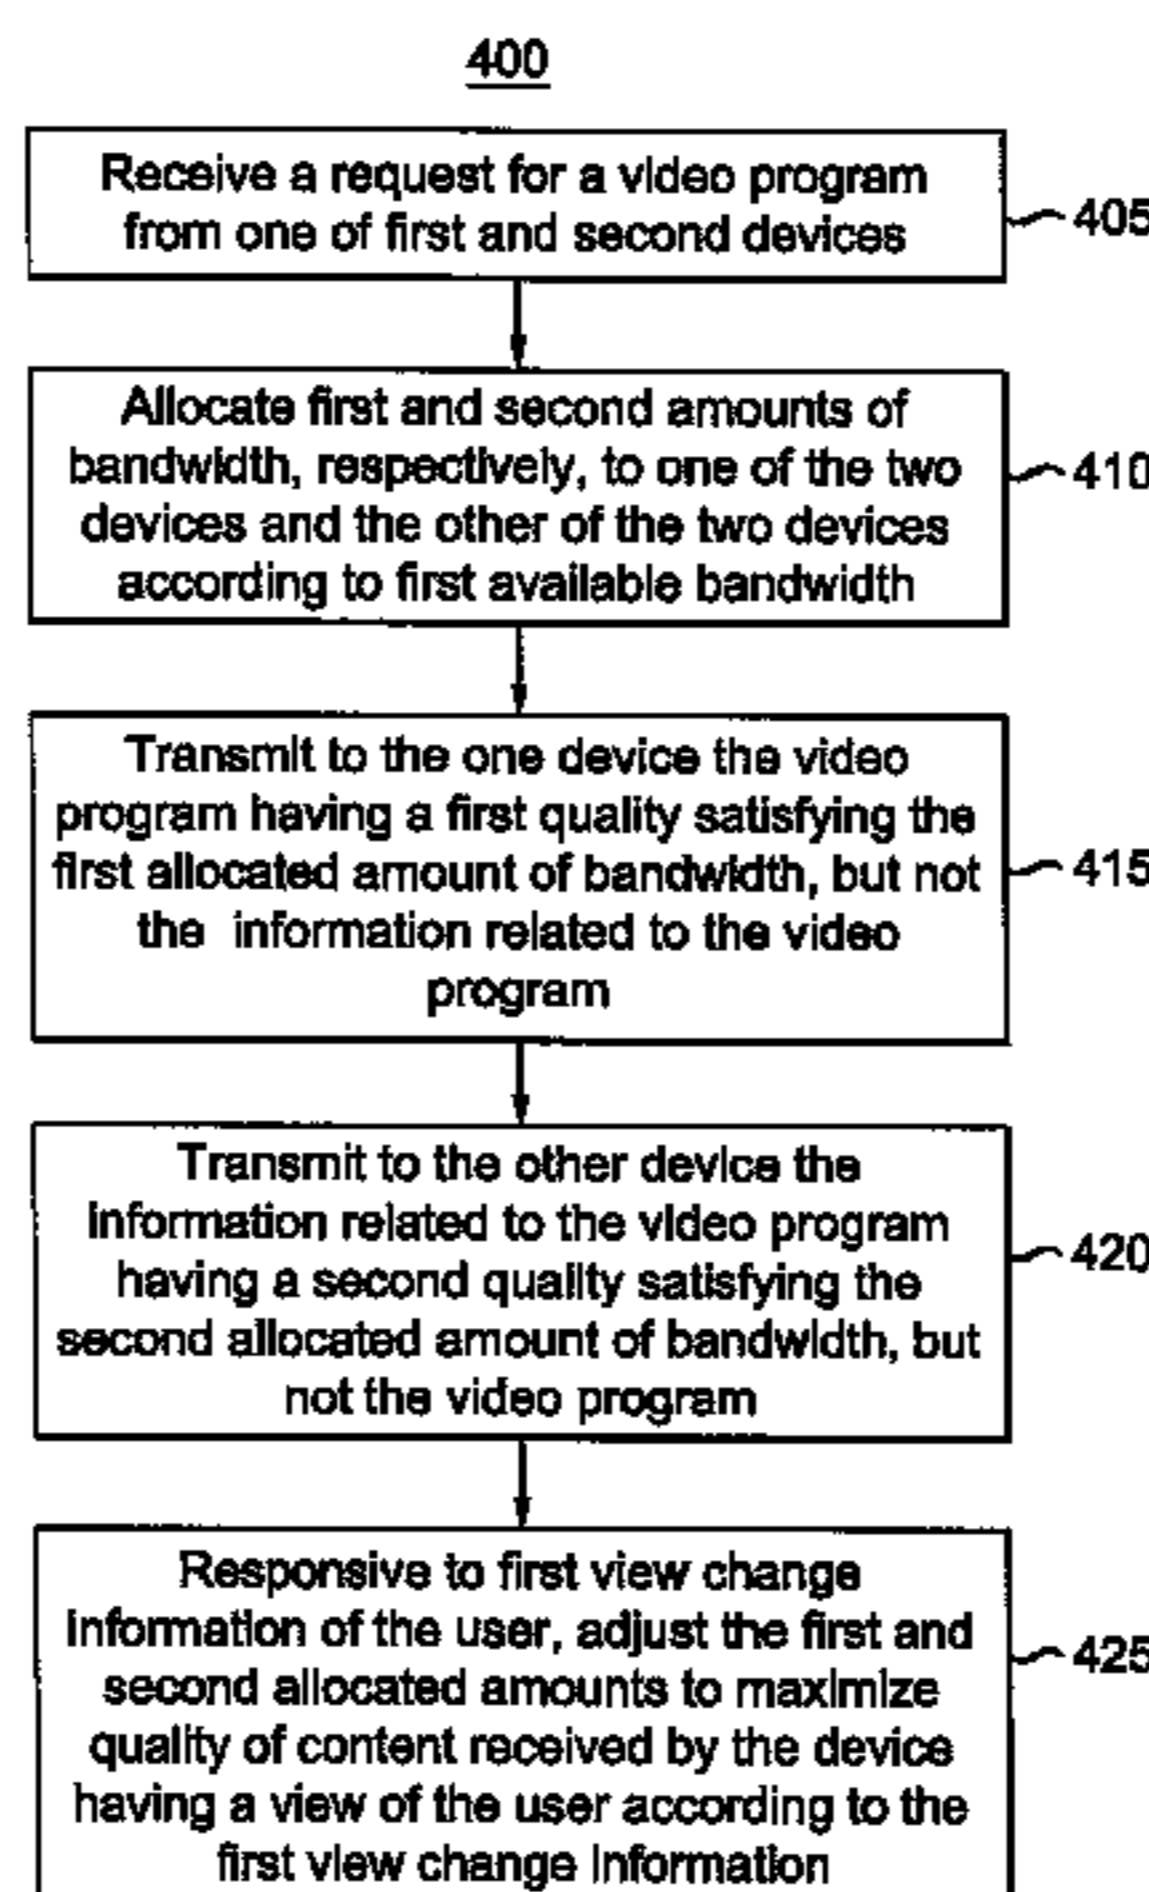 400
Receive a request for a video program
from one of first and second devices
405
Allocate first and second amounts of
bandwidth, respectively, to one of the two
devices and the other of the two devices
according to first available bandwidth
410
Transmit to the one device the video
program having a first quality satisfying the
first allocated amount of bandwidth, but not
the information related to the video
program
415
Transmit to the other device the
information related to the video program
having a second quality satisfying the
second allocated amount of bandwidth, but
not the video program
420
Responsive to first view change
information of the user, adjust the first and
second allocated amounts to maximize
quality of content received by the device
having a view of the user according to the
first view change information
425